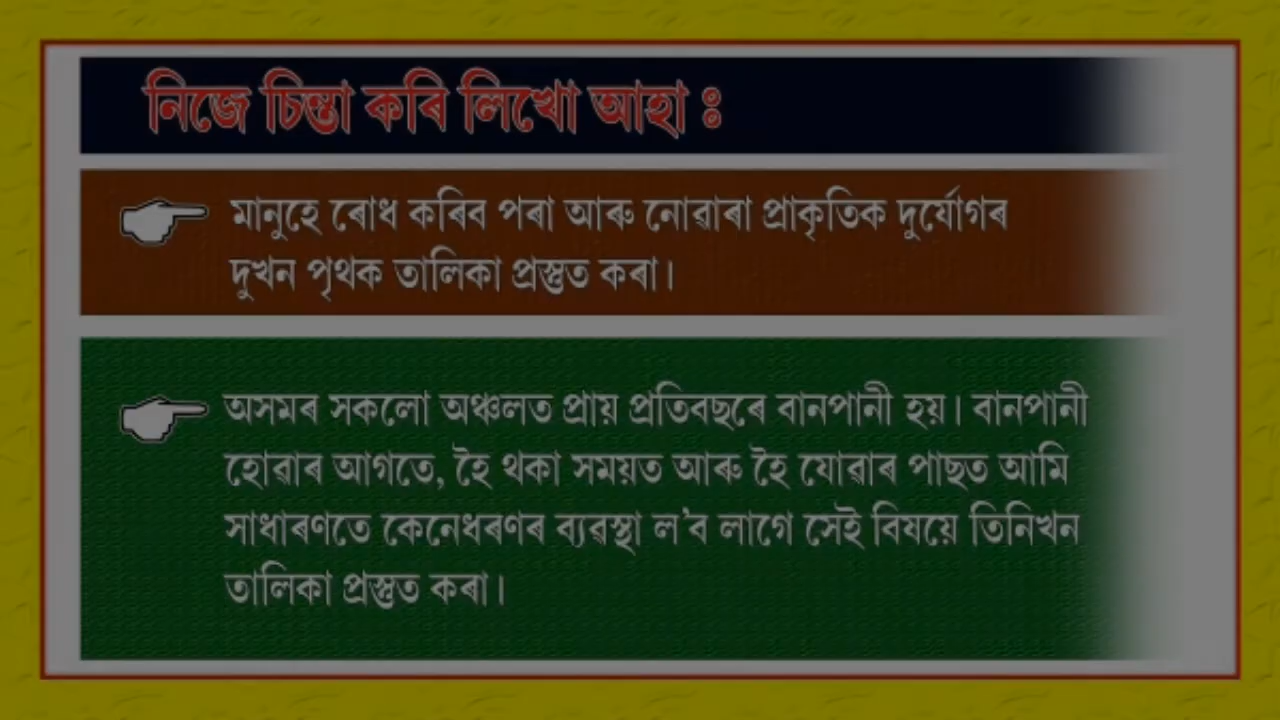 নিজে চিন্তা কৰি লিখো আহা ঃ
মানুহে ৰোধ কৰিব পৰা আৰু নোৱাৰা প্ৰাকৃতিক দুৰ্যোগৰ
দুখন পৃথক তালিকা প্ৰস্তুত কৰা।
অসমৰ সকলো অঞ্চলত প্ৰায় প্ৰতিবছৰে বানপানী হয়। বানপানী
হোৱাৰ আগতে, হৈ থকা সময়ত আৰু হৈ যোৱাৰ পাছত আমি
সাধাৰণতে কেনেধৰণৰ ব্যৱস্থা ল'ব লাগে সেই বিষয়ে তিনিখন
তালিকা প্ৰস্তুত কৰা।